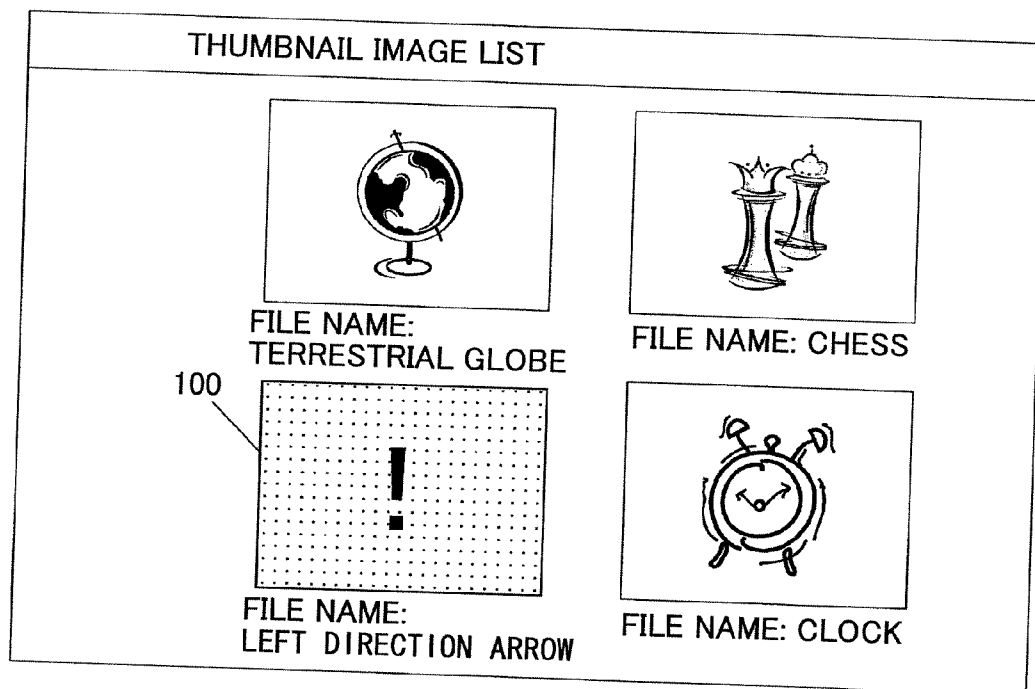 THUMBNAIL IMAGE LIST
FILE NAME:
TERRESTRIAL GLOBE
FILE NAME: CHESS
100
!
FILE NAME:
LEFT DIRECTION ARROW
FILE NAME: CLOCK